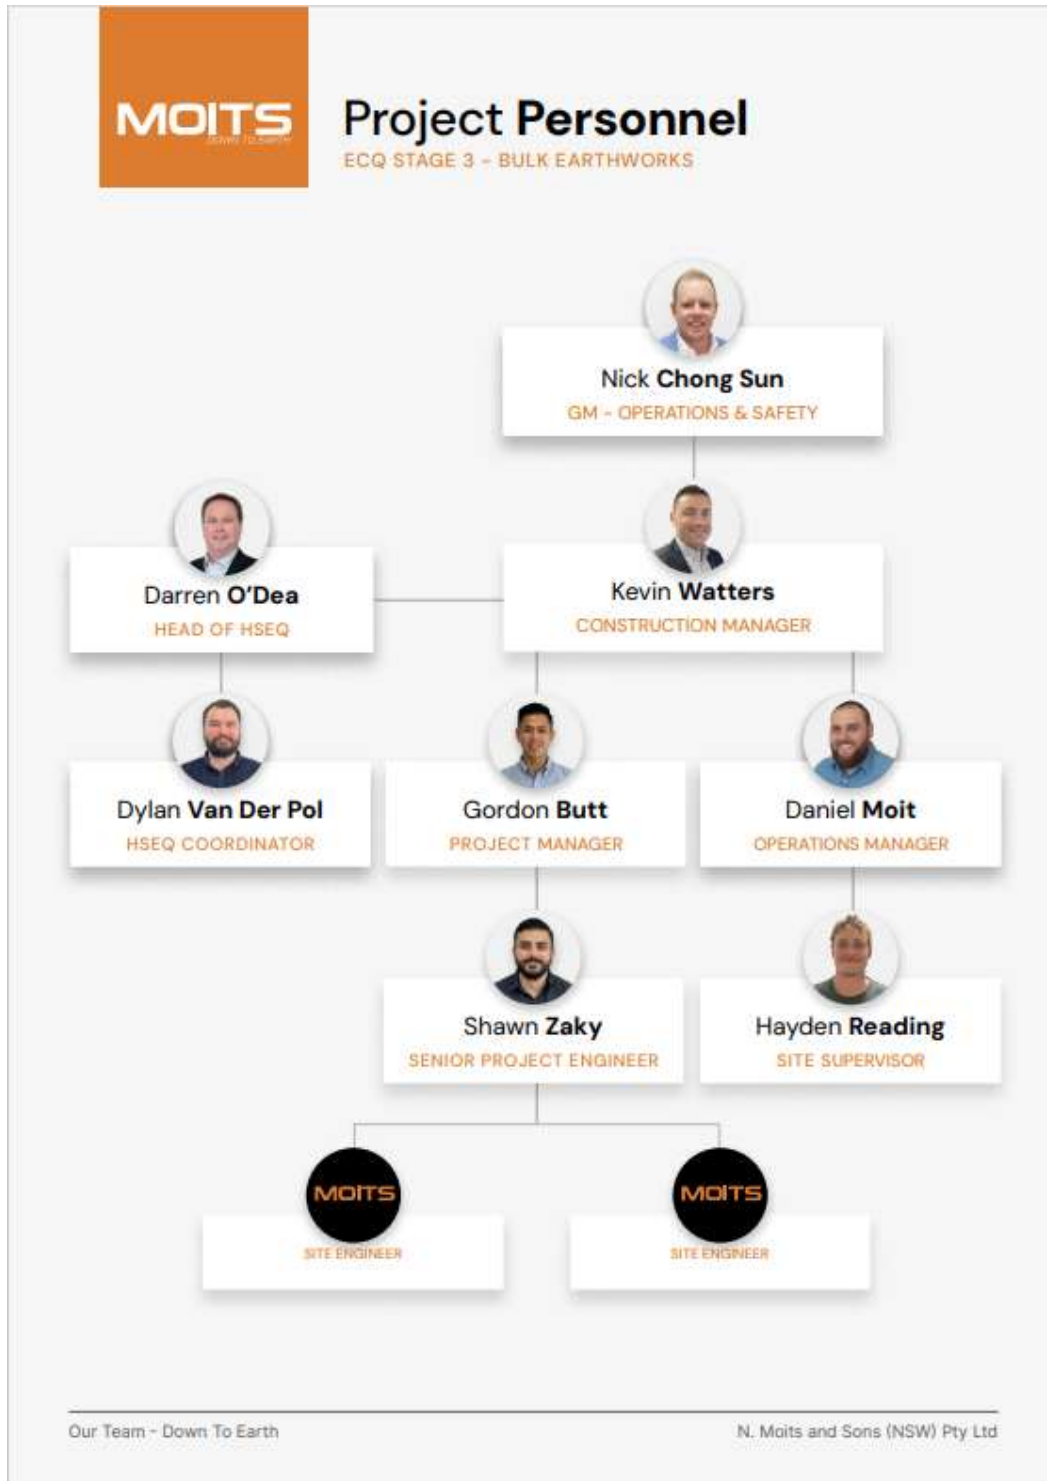 MOITS
DOWN TO EARTH
Project Personnel
ECQ STAGE 3 - BULK EARTHWORKS
Nick Chong Sun
GM - OPERATIONS & SAFETY
Darren O'Dea
HEAD OF HSEQ
Kevin Watters
CONSTRUCTION MANAGER
Dylan Van Der Pol
HSEQ COORDINATOR
Gordon Butt
PROJECT MANAGER
Daniel Moit
OPERATIONS MANAGER
Shawn Zaky
SENIOR PROJECT ENGINEER
Hayden Reading
SITE SUPERVISOR
MOITS
SITE ENGINEER
MOITS
SITE ENGINEER
Our Team - Down To Earth
N. Moits and Sons (NSW) Pty Ltd